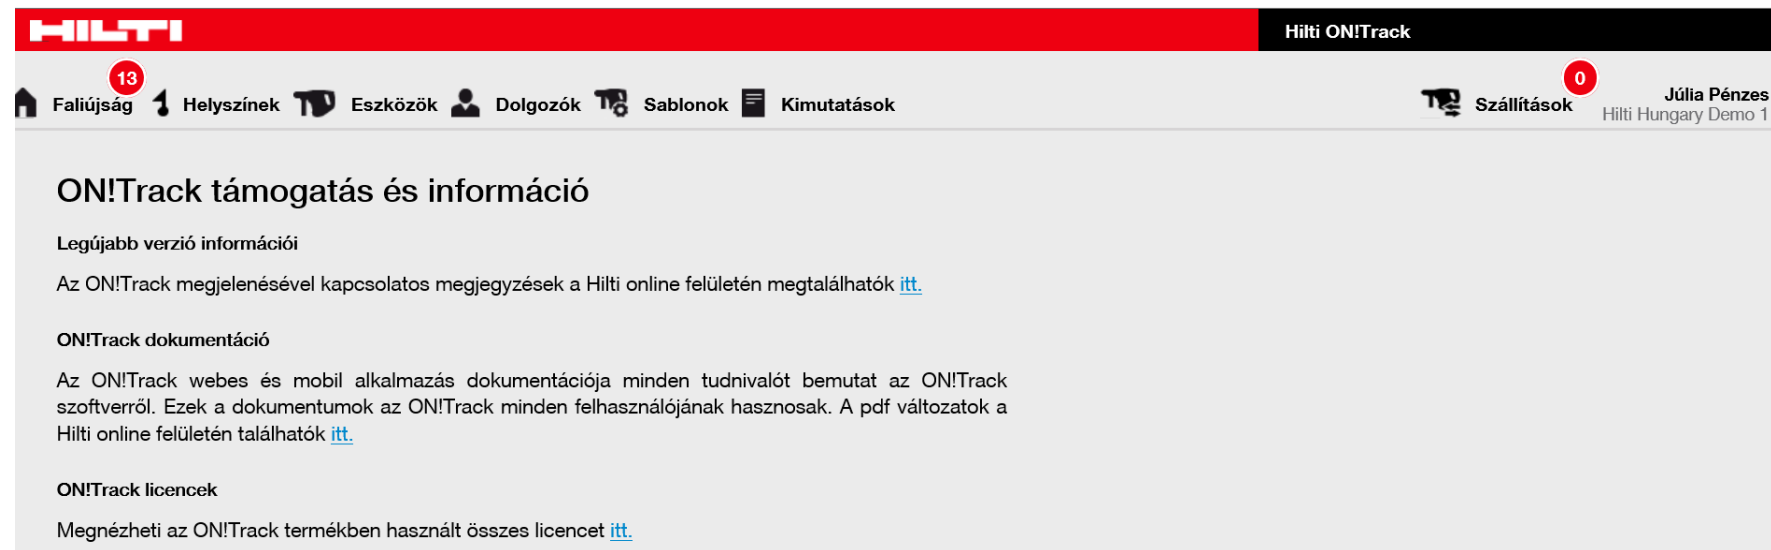 HILTI
Hilti ON!Track
13
0
Faliújság Helyszínek Eszközök Dolgozók Sablonok Kimutatások
Szállítások
Júlia Pénzes
Hilti Hungary Demo 1
ON!Track támogatás és információ
Legújabb verzió információi
Az ON!Track megjelenésével kapcsolatos megjegyzések a Hilti online felületén megtalálhatók itt.
ON!Track dokumentáció
Az ON!Track webes és mobil alkalmazás dokumentációja minden tudnivalót bemutat az ON!Track
szoftverről. Ezek a dokumentumok az ON!Track minden felhasználójának hasznosak. A pdf változatok a
Hilti online felületén találhatók itt.
ON!Track licencek
Megnézheti az ON!Track termékben használt összes licencet itt.